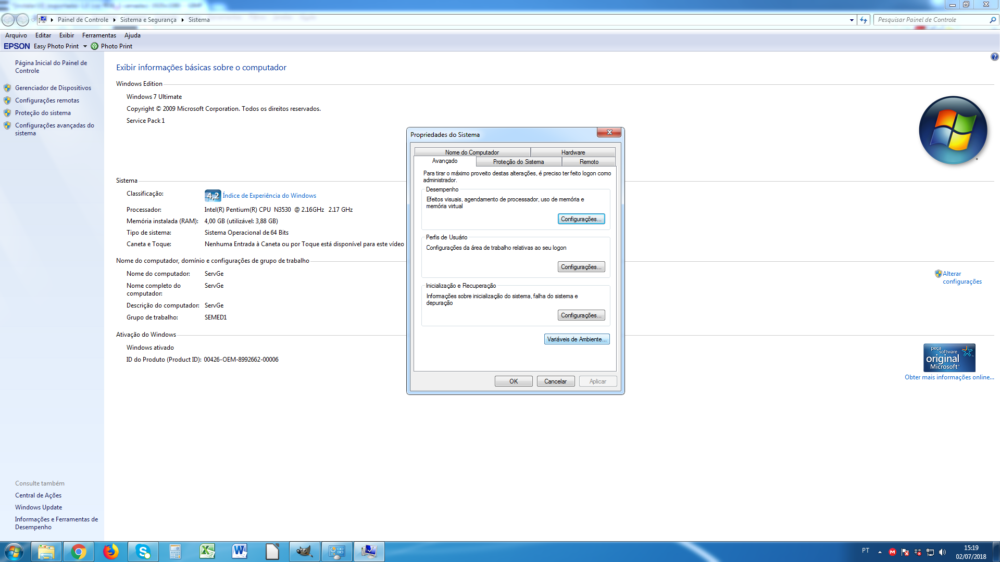 Painel de Controle
Sistema e Segurança
Sistema
Pesquisar Painel de Controle
Arquivo Editar Exibir Ferramentas Ajuda
EPSON Easy Photo Print Photo Print
Página Inicial do Painel de
Controle
Gerenciador de Dispositivos
Configurações remotas
Proteção do sistema
Configurações avançadas do
sistema
Consulte também
Central de Ações
Windows Update
Informações e Ferramentas de
Desempenho
Exibir informações básicas sobre o computador
Windows Edition
Windows 7 Ultimate
Copyright © 2009 Microsoft Corporation. Todos os direitos reservados.
Service Pack 1
Sistema
Classificação: 4,2 Índice de Experiência do Windows
Processador: Intel(R) Pentium(R) CPU N3530 @ 2.16GHz 2.17 GHz
Memória instalada (RAM): 4,00 GB (utilizável: 3,88 GB)
Tipo de sistema: Sistema Operacional de 64 Bits
Caneta e Toque: Nenhuma Entrada à Caneta ou por Toque está disponível para este vídeo
Nome do computador, domínio e configurações de grupo de trabalho
Nome do computador: ServGe
Nome completo do ServGe
computador:
Descrição do computador: ServGe
Grupo de trabalho: SEMED1
Alterar
configurações
Ativação do Windows
Windows ativado
ID do Produto (Product ID): 00426-OEM-8992662-00006
peça
software
original
Microsoft
Obter mais informações online...
Propriedades do Sistema
Nome do Computador Hardware
Avançado Proteção do Sistema Remoto
Para tirar o máximo proveito destas alterações, é preciso ter feito logon como
administrador.
Desempenho
Efeitos visuais, agendamento de processador, uso de memória e
memória virtual
Configurações...
Perfis de Usuário
Configurações da área de trabalho relativas ao seu logon
Configurações...
Inicialização e Recuperação
Informações sobre inicialização do sistema, falha do sistema e
depuração
Configurações...
Variáveis de Ambiente...
OK Cancelar Aplicar
PT
15:19
02/07/2018